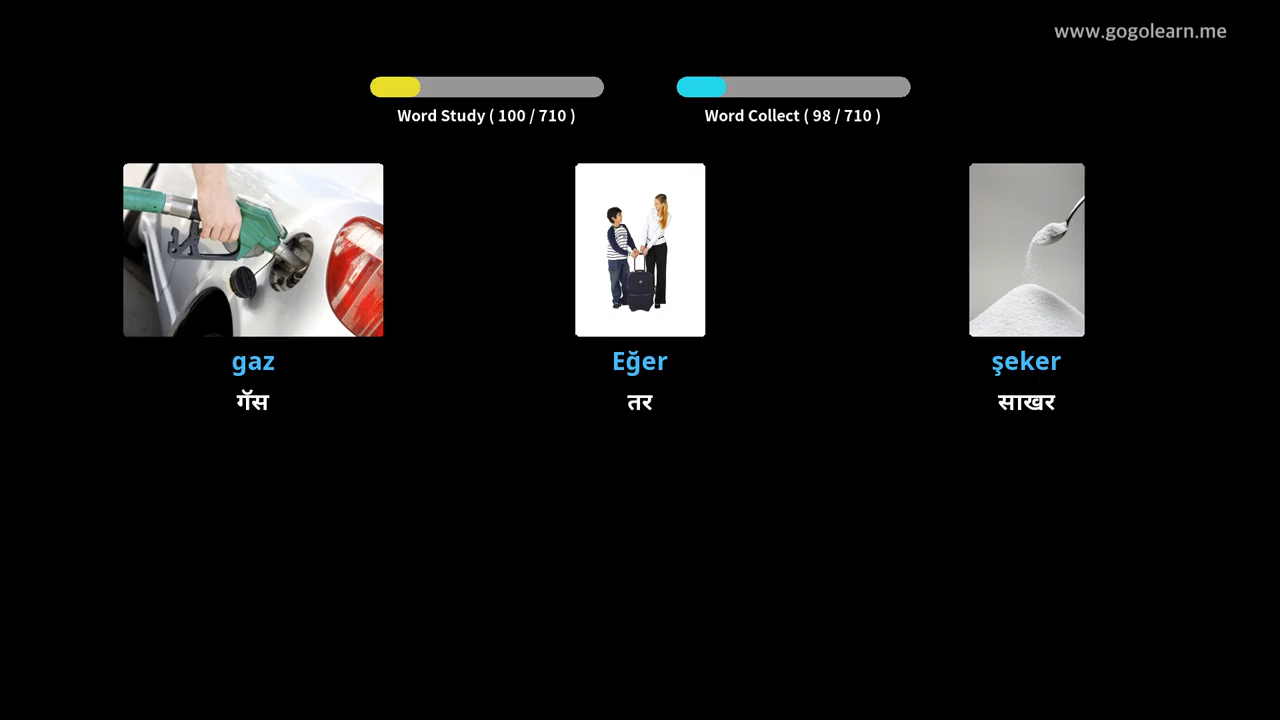 www.gogolearn.me
Word Study ( 100 / 710 )
Word Collect ( 98 / 710 )
gaz
गॅस
Eğer
तर
şeker
साखर